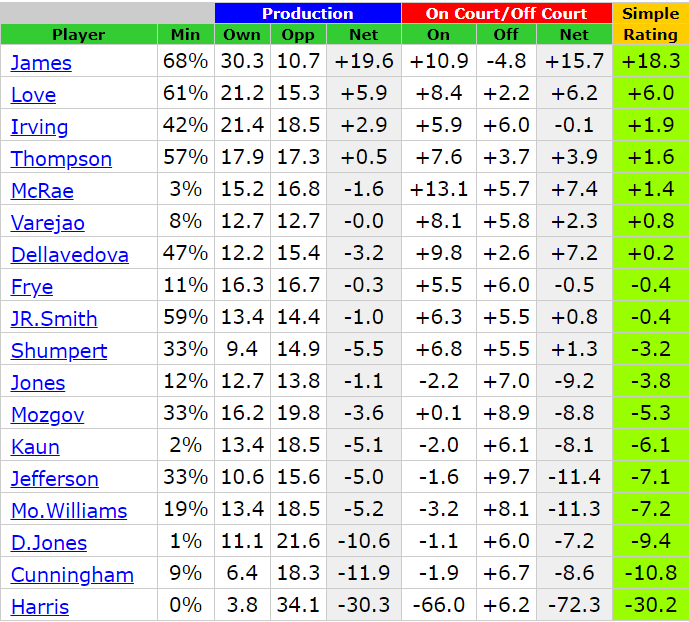 Production On Court/Off Court Simple
Player Min Own Opp Net On Off Net Rating
James 68% 30.3 10.7 +19.6 +10.9 -4.8 +15.7 +18.3
Love 61% 21.2 15.3 +5.9 +8.4 +2.2 +6.2 +6.0
Irving 42% 21.4 18.5 +2.9 +5.9 +6.0 -0.1 +1.9
Thompson 57% 17.9 17.3 +0.5 +7.6 +3.7 +3.9 +1.6
McRae 3% 15.2 16.8 -1.6 +13.1 +5.7 +7.4 +1.4
Varejao 8% 12.7 12.7 -0.0 +8.1 +5.8 +2.3 +0.8
Dellavedova 47% 12.2 15.4 -3.2 +9.8 +2.6 +7.2 +0.2
Frye 11% 16.3 16.7 -0.3 +5.5 +6.0 -0.5 -0.4
JR.Smith 59% 13.4 14.4 -1.0 +6.3 +5.5 +0.8 -0.4
Shumpert 33% 9.4 14.9 -5.5 +6.8 +5.5 +1.3 -3.2
Jones 12% 12.7 13.8 -1.1 -2.2 +7.0 -9.2 -3.8
Mozgov 33% 16.2 19.8 -3.6 +0.1 +8.9 -8.8 -5.3
Kaun 2% 13.4 18.5 -5.1 -2.0 +6.1 -8.1 -6.1
Jefferson 33% 10.6 15.6 -5.0 -1.6 +9.7 -11.4 -7.1
Mo.Williams 19% 13.4 18.5 -5.2 -3.2 +8.1 -11.3 -7.2
D.Jones 1% 11.1 21.6 -10.6 -1.1 +6.0 -7.2 -9.4
Cunningham 9% 6.4 18.3 -11.9 -1.9 +6.7 -8.6 -10.8
Harris 0% 3.8 34.1 -30.3 -66.0 +6.2 -72.3 -30.2